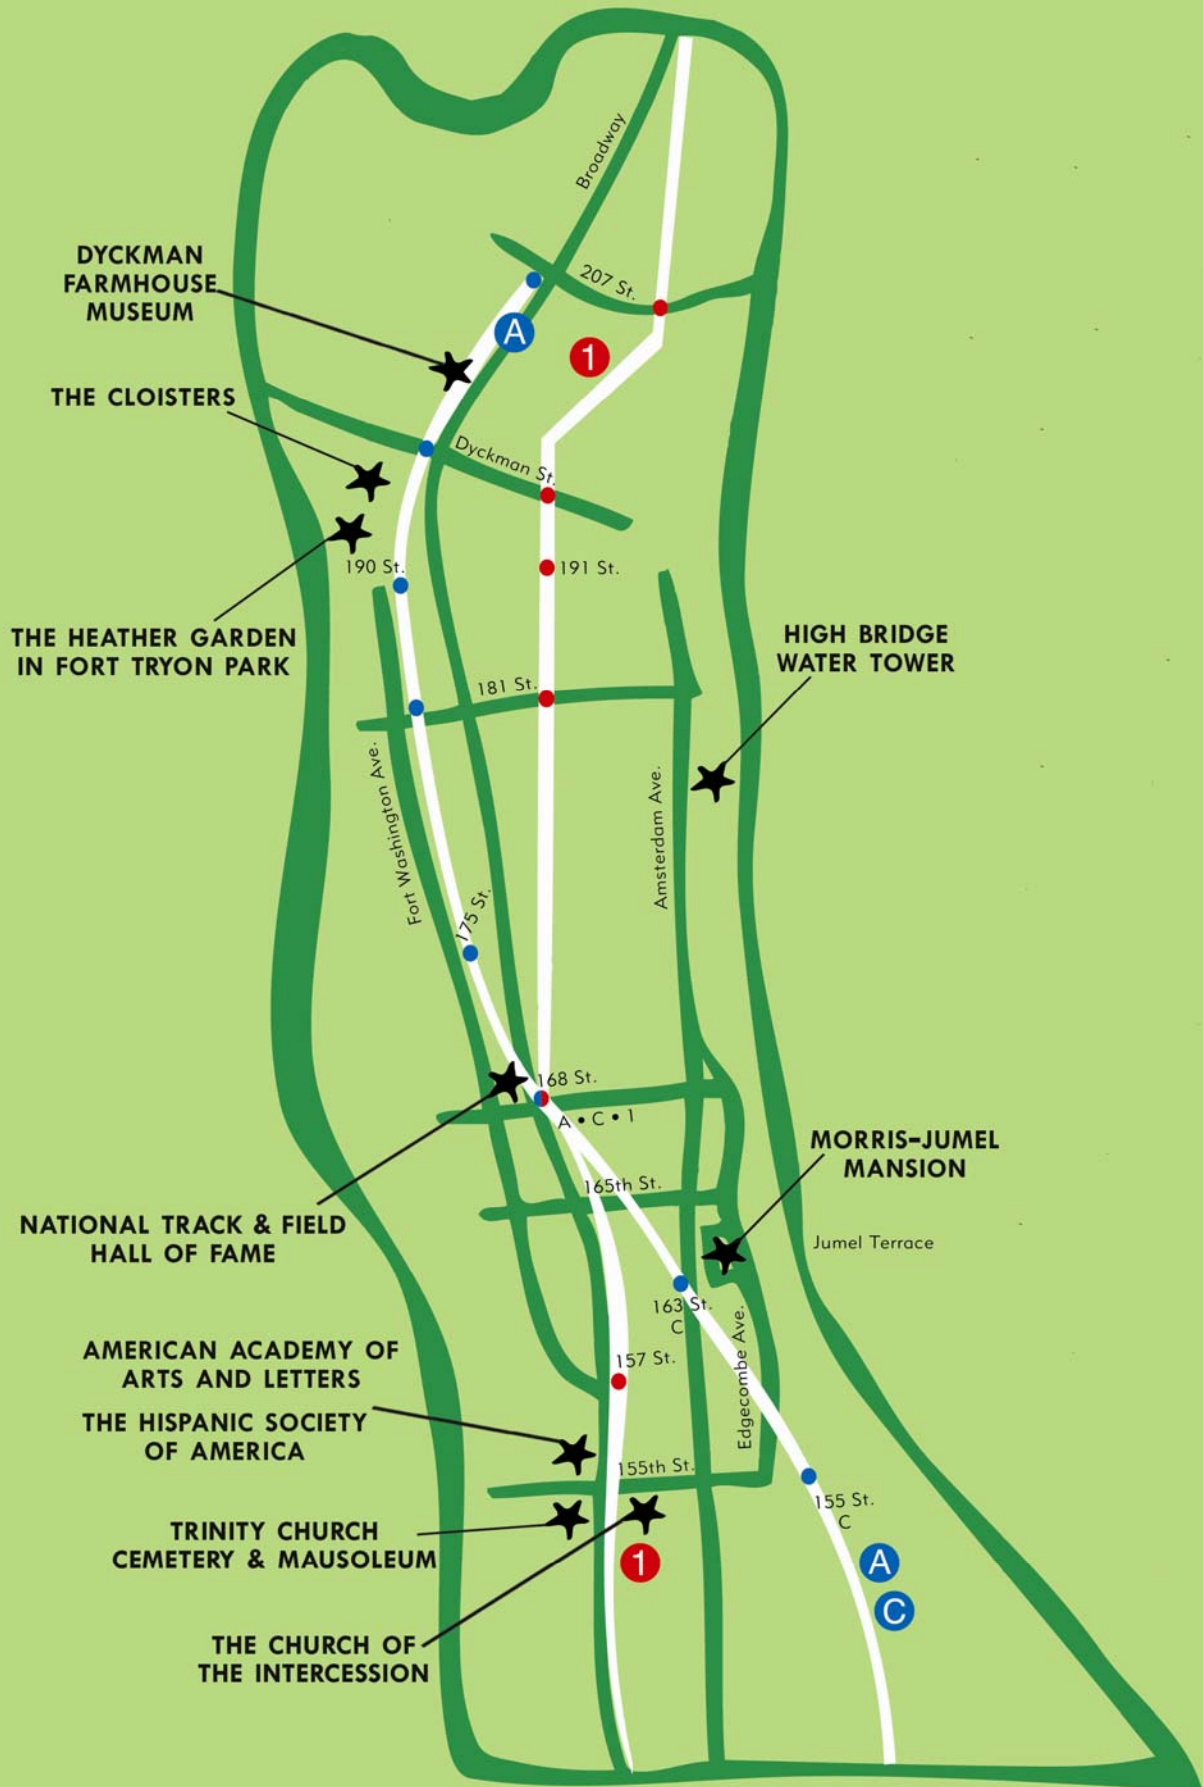 Broadway
DYCKMAN
FARMHOUSE
MUSEUM
207 St.
A
1
THE CLOISTERS
Dyckman St.
190 St.
191 St.
THE HEATHER GARDEN
IN FORT TRYON PARK
HIGH BRIDGE
WATER TOWER
181 St.
Fort Washington Ave.
Amsterdam Ave.
175 St.
168 St.
A • C • 1
MORRIS-JUMEL
MANSION
165th St.
NATIONAL TRACK & FIELD
HALL OF FAME
Jumel Terrace
163 St.
C
Edgecombe Ave.
AMERICAN ACADEMY OF
ARTS AND LETTERS
157 St.
THE HISPANIC SOCIETY
OF AMERICA
155th St.
155 St.
C
TRINITY CHURCH
CEMETERY & MAUSOLEUM
1
A
C
THE CHURCH OF
THE INTERCESSION